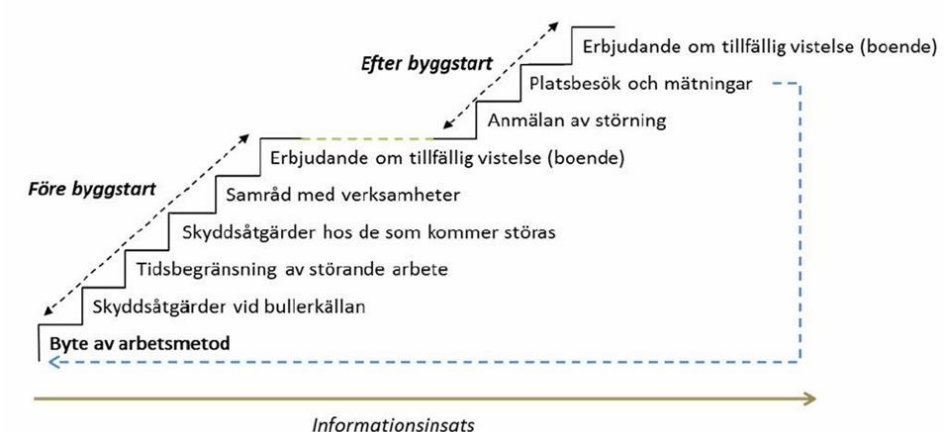 Erbjudande om tillfällig vistelse (boende)
Efter byggstart
Platsbesök och mätningar
Anmälan av störning
Erbjudande om tillfällig vistelse (boende)
Före byggstart
Samråd med verksamheter
Skyddsåtgärder hos de som kommer störas
Tidsbegränsning av störande arbete
Skyddsåtgärder vid bullerkällan
Byte av arbetsmetod
Informationsinsats